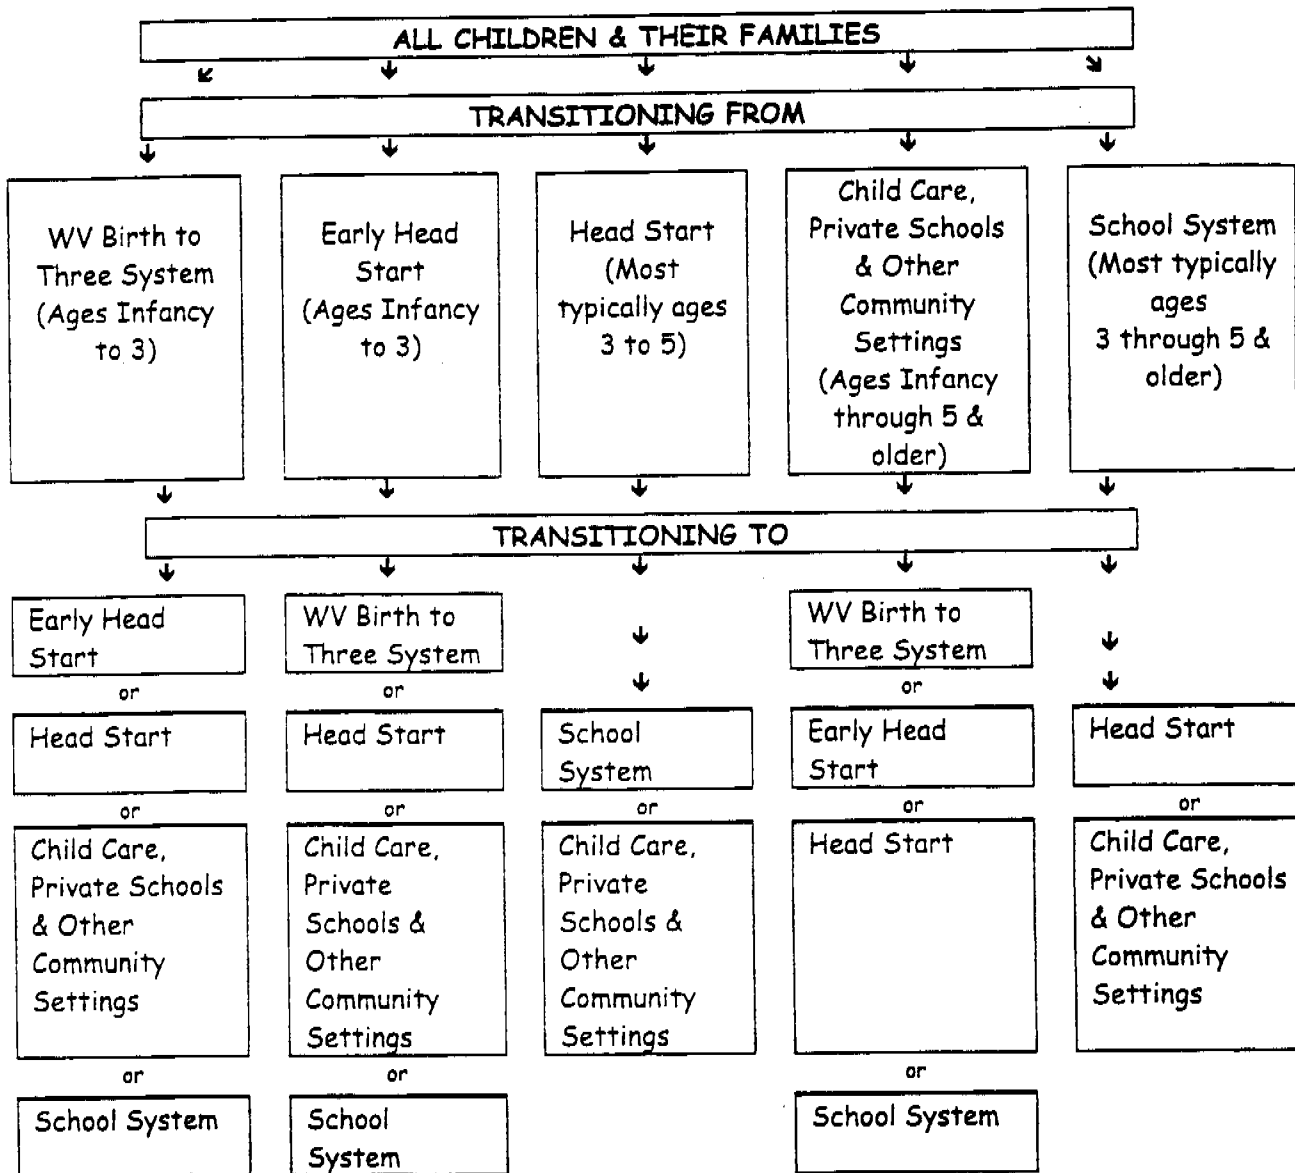 ALL CHILDREN & THEIR FAMILIES
TRANSITIONING FROM
WV Birth to
Three System
(Ages Infancy
to 3)
Early Head
Start
(Ages Infancy
to 3)
Head Start
(Most
typically ages
3 to 5)
Child Care,
Private Schools
& Other
Community
Settings
(Ages Infancy
through 5 &
older)
School System
(Most typically
ages
3 through 5 &
older)
TRANSITIONING TO
Early Head
Start
or
Head Start
or
Child Care,
Private Schools
& Other
Community
Settings
or
School System
WV Birth to
Three System
or
Head Start
or
Child Care,
Private
Schools &
Other
Community
Settings
or
School
System
School
System
or
Child Care,
Private
Schools &
Other
Community
Settings
WV Birth to
Three System
or
Early Head
Start
or
Head Start
or
School System
Head Start
or
Child Care,
Private Schools
& Other
Community
Settings